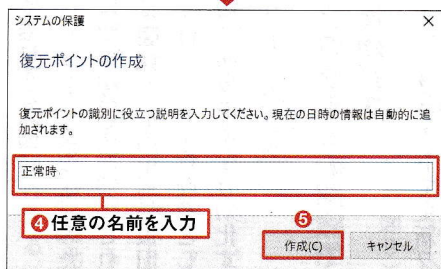 システムの保護
×
復元ポイントの作成
復元ポイントの識別に役立つ説明を入力してください。現在の日時の情報は自動的に追
加されます。
正常時
❹任意の名前を入力
❺
作成(C)
キャンセル